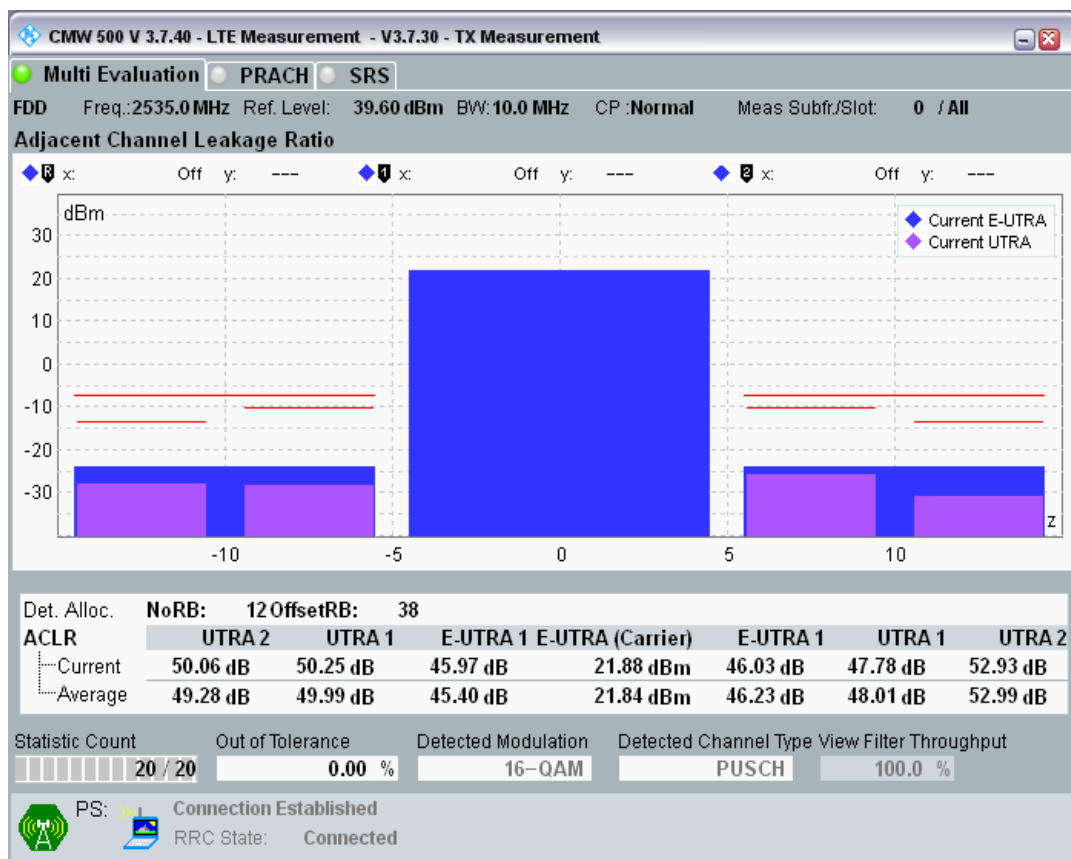 CMW 500 V 3.7.40 - LTE Measurement - V3.7.30 - TX Measurement
Multi Evaluation PRACH SRS
FDD Freq.:2535.0 MHz Ref. Level: 39.60 dBm BW: 10.0 MHz CP :Normal Meas Subfr./Slot: 0 / All
Adjacent Channel Leakage Ratio
R x: Off y: --- 1 x: Off y: --- 2 x: Off y: ---
dBm
Current E-UTRA
Current UTRA
30
20
10
0
-10
-20
-30
z
-10 -5 0 5 10
Det. Alloc. NoRB: 12 OffsetRB: 38
ACLR UTRA 2 UTRA 1 E-UTRA 1 E-UTRA (Carrier) E-UTRA 1 UTRA 1 UTRA 2
Current 50.06 dB 50.25 dB 45.97 dB 21.88 dBm 46.03 dB 47.78 dB 52.93 dB
Average 49.28 dB 49.99 dB 45.40 dB 21.84 dBm 46.23 dB 48.01 dB 52.99 dB
Statistic Count Out of Tolerance Detected Modulation Detected Channel Type View Filter Throughput
20 / 20 0.00 % 16-QAM PUSCH 100.0 %
PS: Connection Established
RRC State: Connected